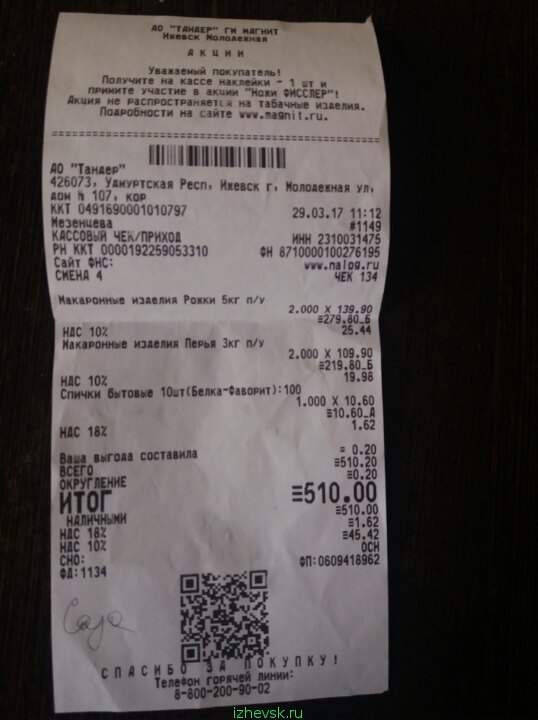 АО "ТАНДЕР" ГМ МАГНИТ
Ижевск Молодежная
А К Ц И И
Уважаемый покупатель!
Получите на кассе наклейки - 1 шт и
примите участие в акции "Ножи ФИССЛЕР"!
Акция не распространяется на табачные изделия.
Подробности на сайте www.magnit.ru.
АО "Тандер"
426073, Удмуртская Респ, Ижевск г, Молодежная ул,
дом № 107, кор
ККТ 0491690001010797 29.03.17 11:12
Мезенцева #1149
КАССОВЫЙ ЧЕК/ПРИХОД ИНН 2310031475
РН ККТ 0000192259053310 ФН 8710000100276195
Сайт ФНС: www.nalog.ru
СМЕНА 4 ЧЕК 134
Макаронные изделия Рожки 5кг п/у
2.000 X 139.90
≡279.80_Б
НДС 10% 25.44
Макаронные изделия Перья 3кг п/у
2.000 X 109.90
≡219.80_Б
НДС 10% 19.98
Спички бытовые 10шт(Белка-Фаворит):100
1.000 X 10.60
≡10.60_А
НДС 18% 1.62
Ваша выгода составила = 0.20
ВСЕГО ≡510.20
ОКРУГЛЕНИЕ ≡0.20
ИТОГ ≡510.00
НАЛИЧНЫМИ ≡510.00
НДС 18% ≡1.62
НДС 10% ≡45.42
СНО: ОСН
ФД:1134 ФП:0609418962
СПАСИБО ЗА ПОКУПКУ!
Телефон горячей линии:
8-800-200-90-02
izhevsk.ru